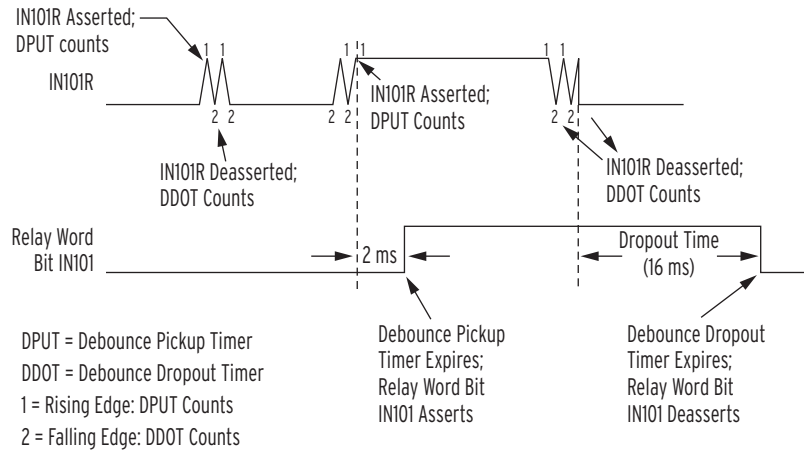 IN101R Asserted;
DPUT counts
1 1
1 1
1 1
IN101R
2 2
2 2
2 2
IN101R Asserted;
DPUT Counts
IN101R Deasserted;
DDOT Counts
IN101R Deasserted;
DDOT Counts
Relay Word
Bit IN101
2 ms
Dropout Time
(16 ms)
Debounce Pickup
Timer Expires;
Relay Word Bit
IN101 Asserts
Debounce Dropout
Timer Expires;
Relay Word Bit
IN101 Deasserts
DPUT = Debounce Pickup Timer
DDOT = Debounce Dropout Timer
1 = Rising Edge: DPUT Counts
2 = Falling Edge: DDOT Counts